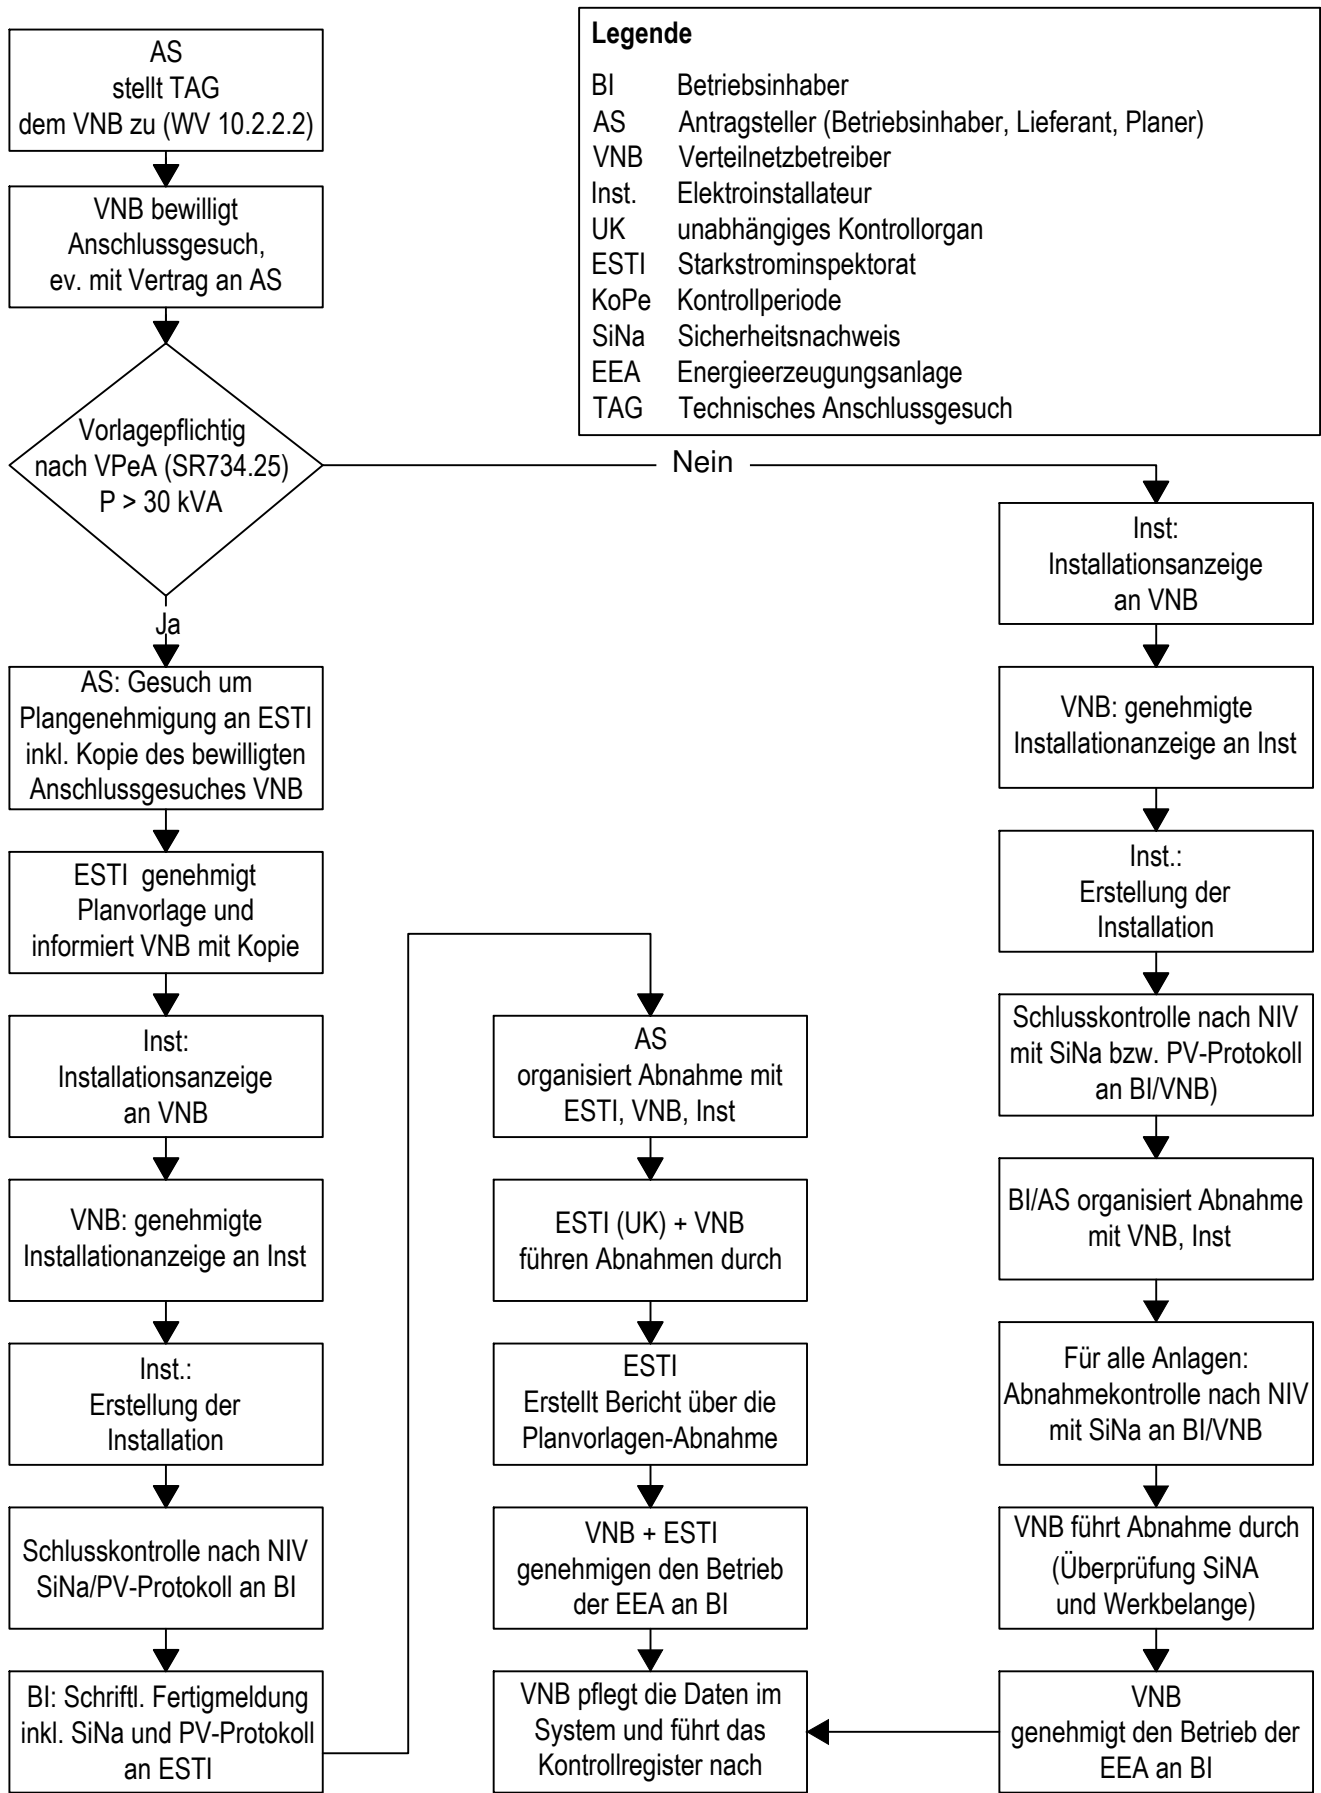 AS
stellt TAG
dem VNB zu (WV 10.2.2.2)
VNB bewilligt
Anschlussgesuch,
ev. mit Vertrag an AS
Vorlagepflichtig
nach VPeA (SR734.25)
P > 30 kVA
Ja
Nein
Legende
BI Betriebsinhaber
AS Antragsteller (Betriebsinhaber, Lieferant, Planer)
VNB Verteilnetzbetreiber
Inst. Elektroinstallateur
UK unabhängiges Kontrollorgan
ESTI Starkstrominspektorat
KoPe Kontrollperiode
SiNa Sicherheitsnachweis
EEA Energieerzeugungsanlage
TAG Technisches Anschlussgesuch
AS: Gesuch um
Plangenehmigung an ESTI
inkl. Kopie des bewilligten
Anschlussgesuches VNB
ESTI genehmigt
Planvorlage und
informiert VNB mit Kopie
Inst:
Installationsanzeige
an VNB
VNB: genehmigte
Installationanzeige an Inst
Inst.:
Erstellung der
Installation
Schlusskontrolle nach NIV
SiNa/PV-Protokoll an BI
BI: Schriftl. Fertigmeldung
inkl. SiNa und PV-Protokoll
an ESTI
AS
organisiert Abnahme mit
ESTI, VNB, Inst
ESTI (UK) + VNB
führen Abnahmen durch
ESTI
Erstellt Bericht über die
Planvorlagen-Abnahme
VNB + ESTI
genehmigen den Betrieb
der EEA an BI
VNB pflegt die Daten im
System und führt das
Kontrollregister nach
Inst:
Installationsanzeige
an VNB
VNB: genehmigte
Installationanzeige an Inst
Inst.:
Erstellung der
Installation
Schlusskontrolle nach NIV
mit SiNa bzw. PV-Protokoll
an BI/VNB)
BI/AS organisiert Abnahme
mit VNB, Inst
Für alle Anlagen:
Abnahmekontrolle nach NIV
mit SiNa an BI/VNB
VNB führt Abnahme durch
(Überprüfung SiNA
und Werkbelange)
VNB
genehmigt den Betrieb der
EEA an BI